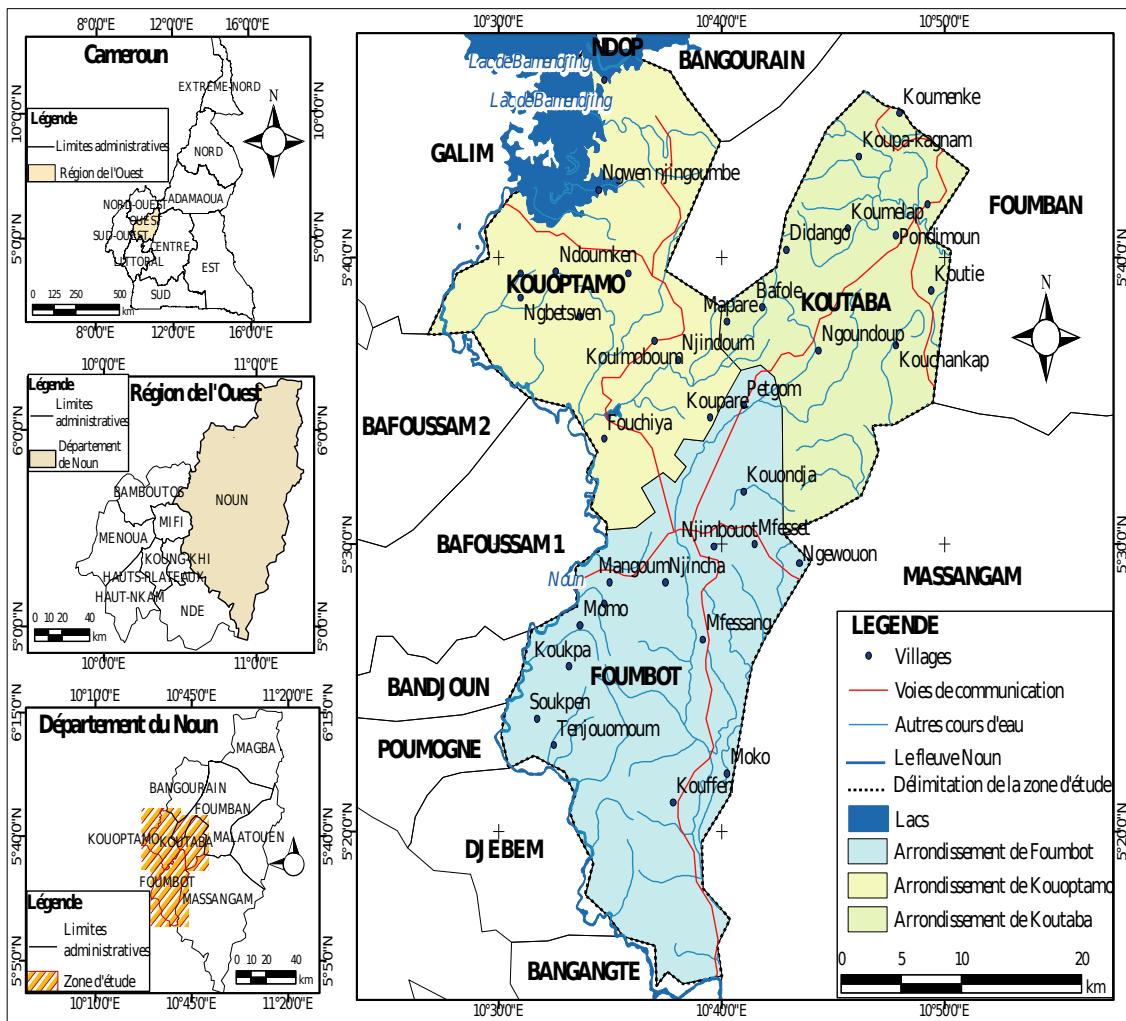 8°0'0"E 12°0'0"E 16°0'0"E
Cameroun
EXTREME-NORD
N
Légende
Limites administratives
Région de l'Ouest
NORD
ADAMAOUA
NORD-OUEST
OUEST
SUD-OUEST
CENTRE
LITTORAL
EST
SUD
0 125 250 500
km
10°0'0"N
5°0'0"N
10°0'0"N
5°0'0"N
8°0'0"E 12°0'0"E 16°0'0"E
10°0'0"E 11°0'0"E
Région de l'Ouest
Légende
Limites
administratives
Département
de Noun
NOUN
BAMBOUTOS
MIFI
MENOUA
KOUNG-KHI
HAUTS-PLATEAUX
HAUT-NKAM
NDE
0 10 20 40
km
6°0'0"N
5°0'0"N
6°0'0"N
5°0'0"N
10°0'0"E 11°0'0"E
10°10'0"E 10°45'0"E 11°20'0"E
Département du Noun
MAGBA
BANGOURAIN
FOUMBAN
KOUOPTAMO
KOUTABA
MALATOUEN
FOUMBOT
MASSANGAM
Légende
Limites
administratives
Zone d'étude
0 10 20 40
km
6°15'0"N
5°40'0"N
5°5'0"N
6°15'0"N
5°40'0"N
5°5'0"N
10°10'0"E 10°45'0"E 11°20'0"E
10°30'0"E 10°40'0"E 10°50'0"E
NDOP
Lac de Bamendjing
BANGOURAIN
Lac de Bamendjing
Koumenke
GALIM
Koupa-kagnam
Ngwen njingoumbe
FOUMBAN
Koumelap
Didango
Pondimoun
Ndoumken
KOUOPTAMO
Koutie
Bafole
Mapare
KOUTABA
N
Ngbetswen
Njindoum
Ngoundoup
Koulmoboum
Kouchankap
Petgom
Koupare
BAFOUSSAM 2
Fouchiya
Kouondja
Njimbouot
Mfesset
BAFOUSSAM 1
Ngewouon
Noun
Mangoum
Njincha
MASSANGAM
Momo
Mfessang
Koukpa
FOUMBOT
BANDJOUN
Soukpen
Tenjouomoum
POUMOGNE
Moko
Kouffen
DJEBEM
BANGANGTE
LEGENDE
Villages
Voies de communication
Autres cours d'eau
Le fleuve Noun
Délimitation de la zone d'étude
Lacs
Arrondissement de Foumbot
Arrondissement de Kouoptamo
Arrondissement de Koutaba
0 5 10 20
km
5°40'0"N
5°30'0"N
5°20'0"N
5°40'0"N
5°30'0"N
5°20'0"N
10°30'0"E 10°40'0"E 10°50'0"E